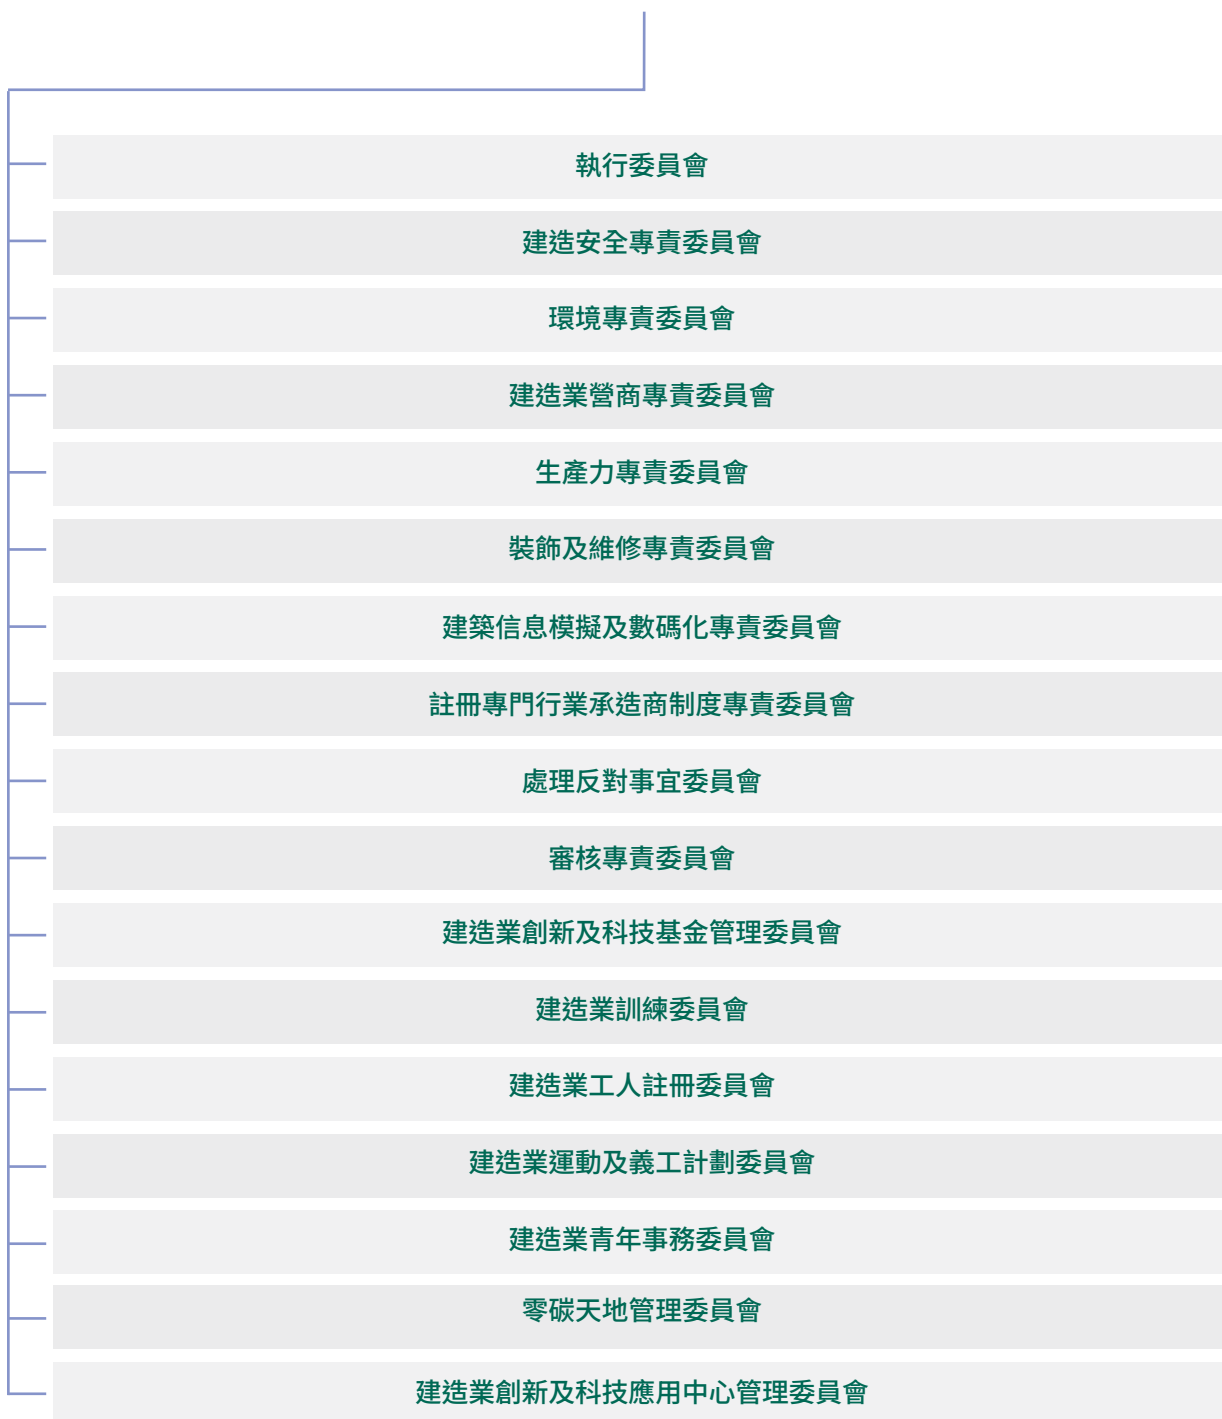 執行委員會
建造安全專責委員會
環境專責委員會
建造業營商專責委員會
生產力專責委員會
裝飾及維修專責委員會
建築信息模擬及數碼化專責委員會
註冊專門行業承造商制度專責委員會
處理反對事宜委員會
審核專責委員會
建造業創新及科技基金管理委員會
建造業訓練委員會
建造業工人註冊委員會
建造業運動及義工計劃委員會
建造業青年事務委員會
零碳天地管理委員會
建造業創新及科技應用中心管理委員會